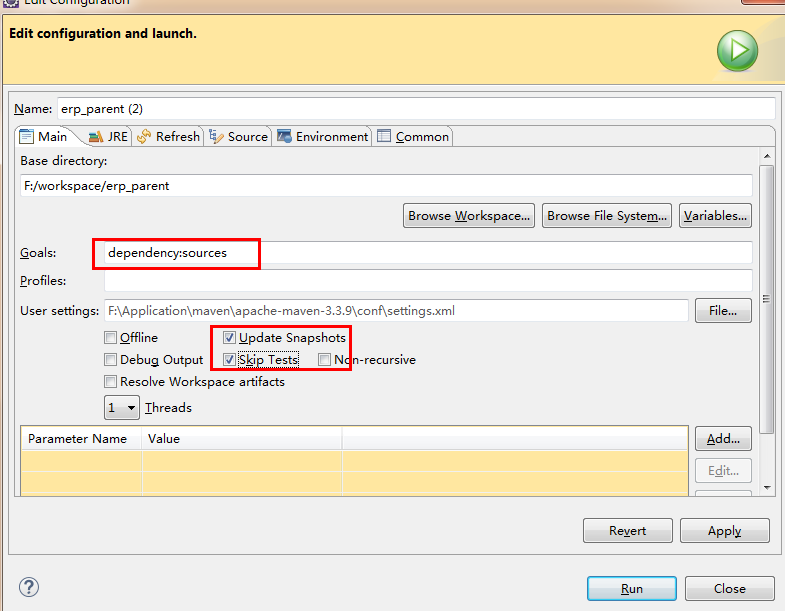 Edit Configuration
Edit configuration and launch.
Name: erp_parent (2)
Main JRE Refresh Source Environment Common
Base directory:
F:/workspace/erp_parent
Browse Workspace... Browse File System... Variables...
Goals: dependency:sources
Profiles:
User settings: F:\Application\maven\apache-maven-3.3.9\conf\settings.xml File...
Offline Update Snapshots
Debug Output Skip Tests Non-recursive
Resolve Workspace artifacts
1 Threads
Parameter Name Value Add...
Edit...
Revert Apply
? Run Close